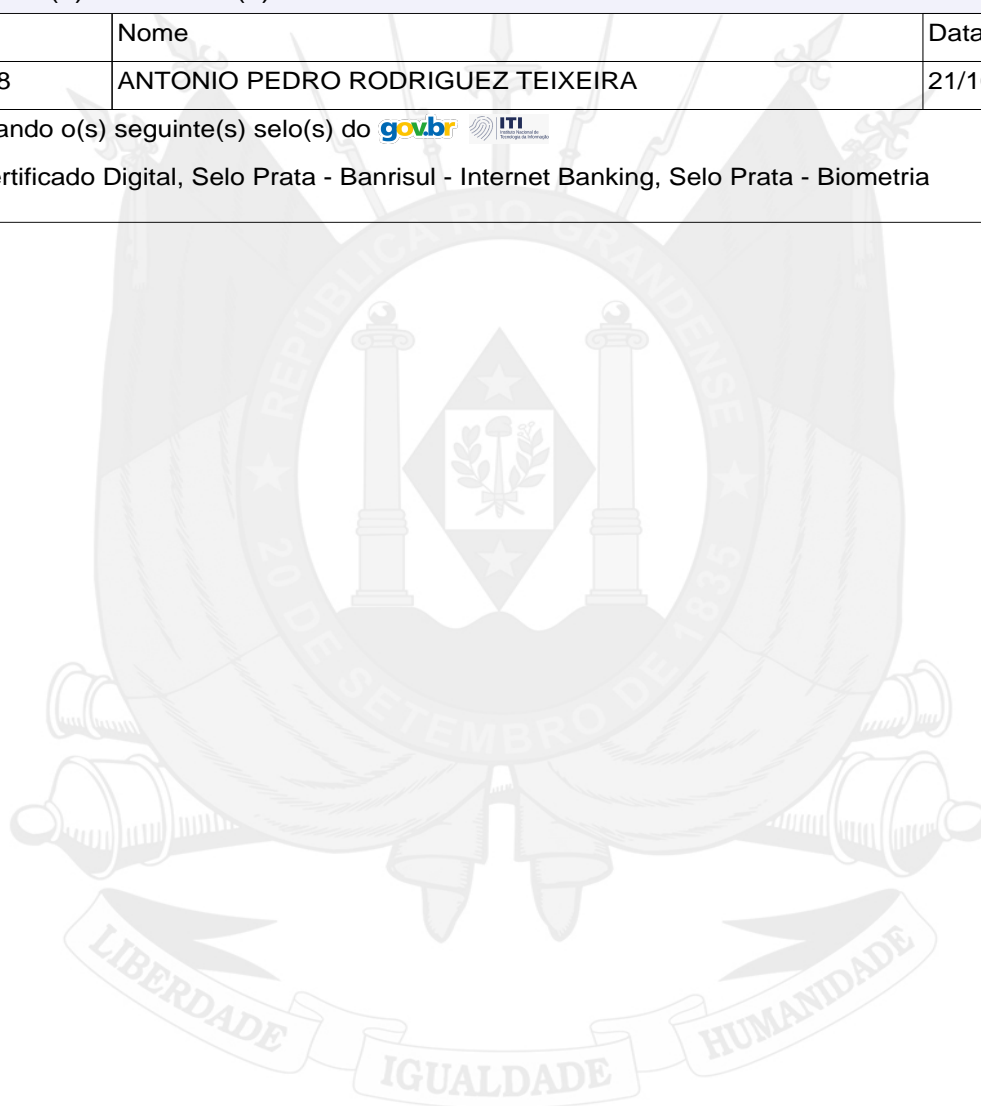 Nome Data
8 ANTONIO PEDRO RODRIGUEZ TEIXEIRA 21/1
ando o(s) seguinte(s) selo(s) do gov.br ITI
ertificado Digital, Selo Prata - Banrisul - Internet Banking, Selo Prata - Biometria
REPÚBLICA RIO GRANDENSE
20 DE SETEMBRO DE 1835
LIBERDADE IGUALDADE HUMANIDADE